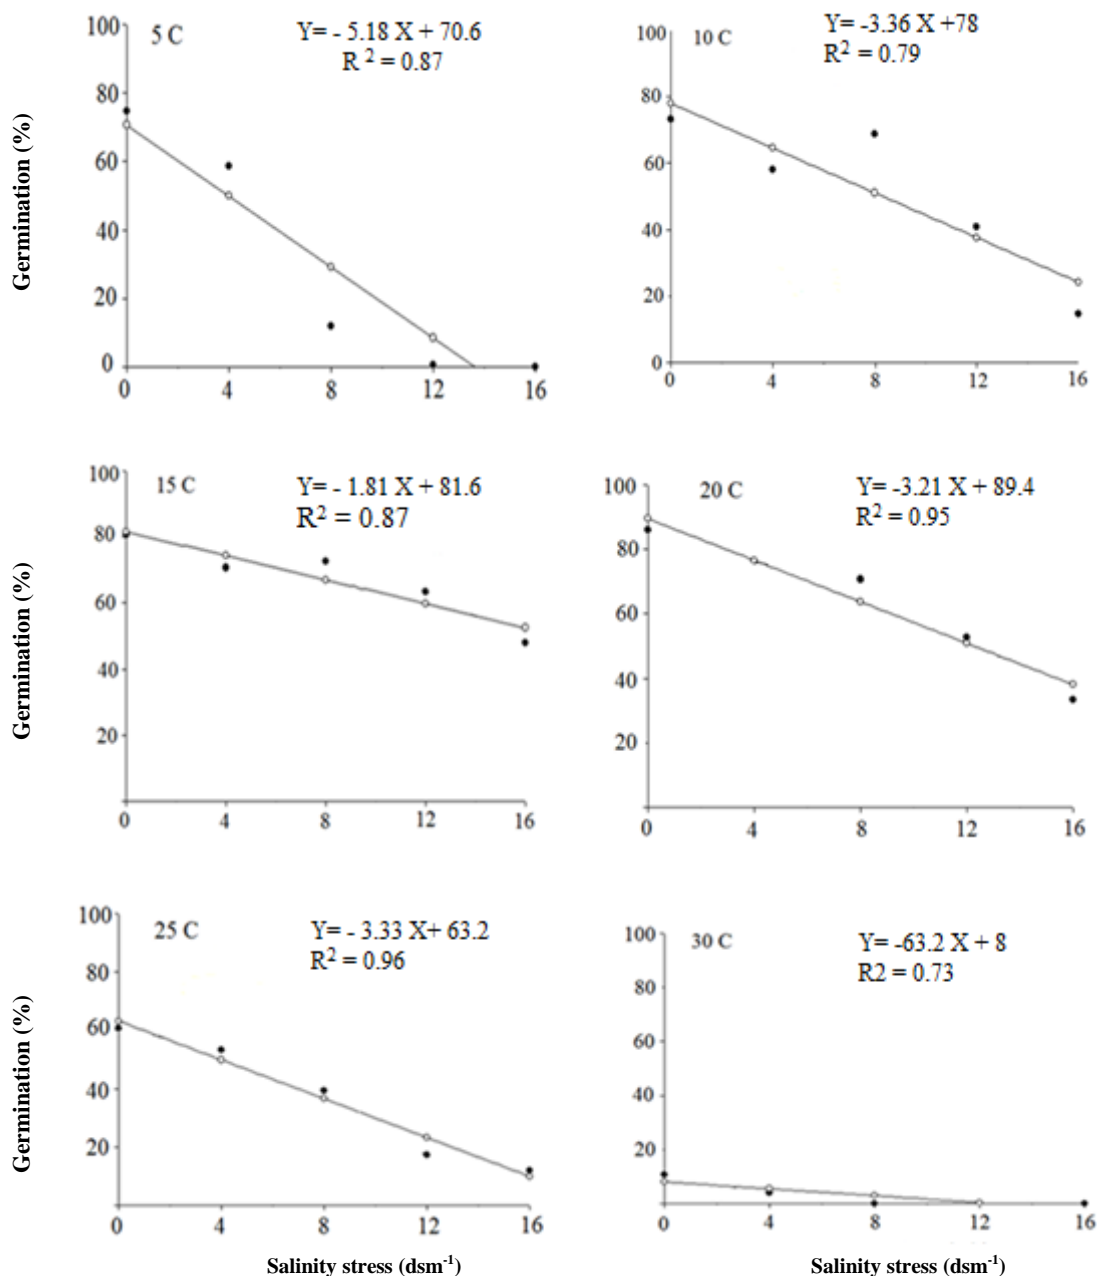 5 C
Y= - 5.18 X + 70.6
R ² = 0.87
Germination (%)
100
80
60
40
20
0
0 4 8 12 16
10 C
Y= -3.36 X +78
R² = 0.79
100
80
60
40
20
0
0 4 8 12 16
15 C
Y= - 1.81 X + 81.6
R² = 0.87
Germination (%)
100
80
60
40
20
0 4 8 12 16
20 C
Y= -3.21 X + 89.4
R² = 0.95
100
80
60
40
20
0 4 8 12 16
25 C
Y= - 3.33 X+ 63.2
R² = 0.96
Germination (%)
100
80
60
40
20
0 4 8 12 16
Salinity stress (dsm⁻¹)
30 C
Y= -63.2 X + 8
R2 = 0.73
100
80
60
40
20
0 4 8 12 16
Salinity stress (dsm⁻¹)